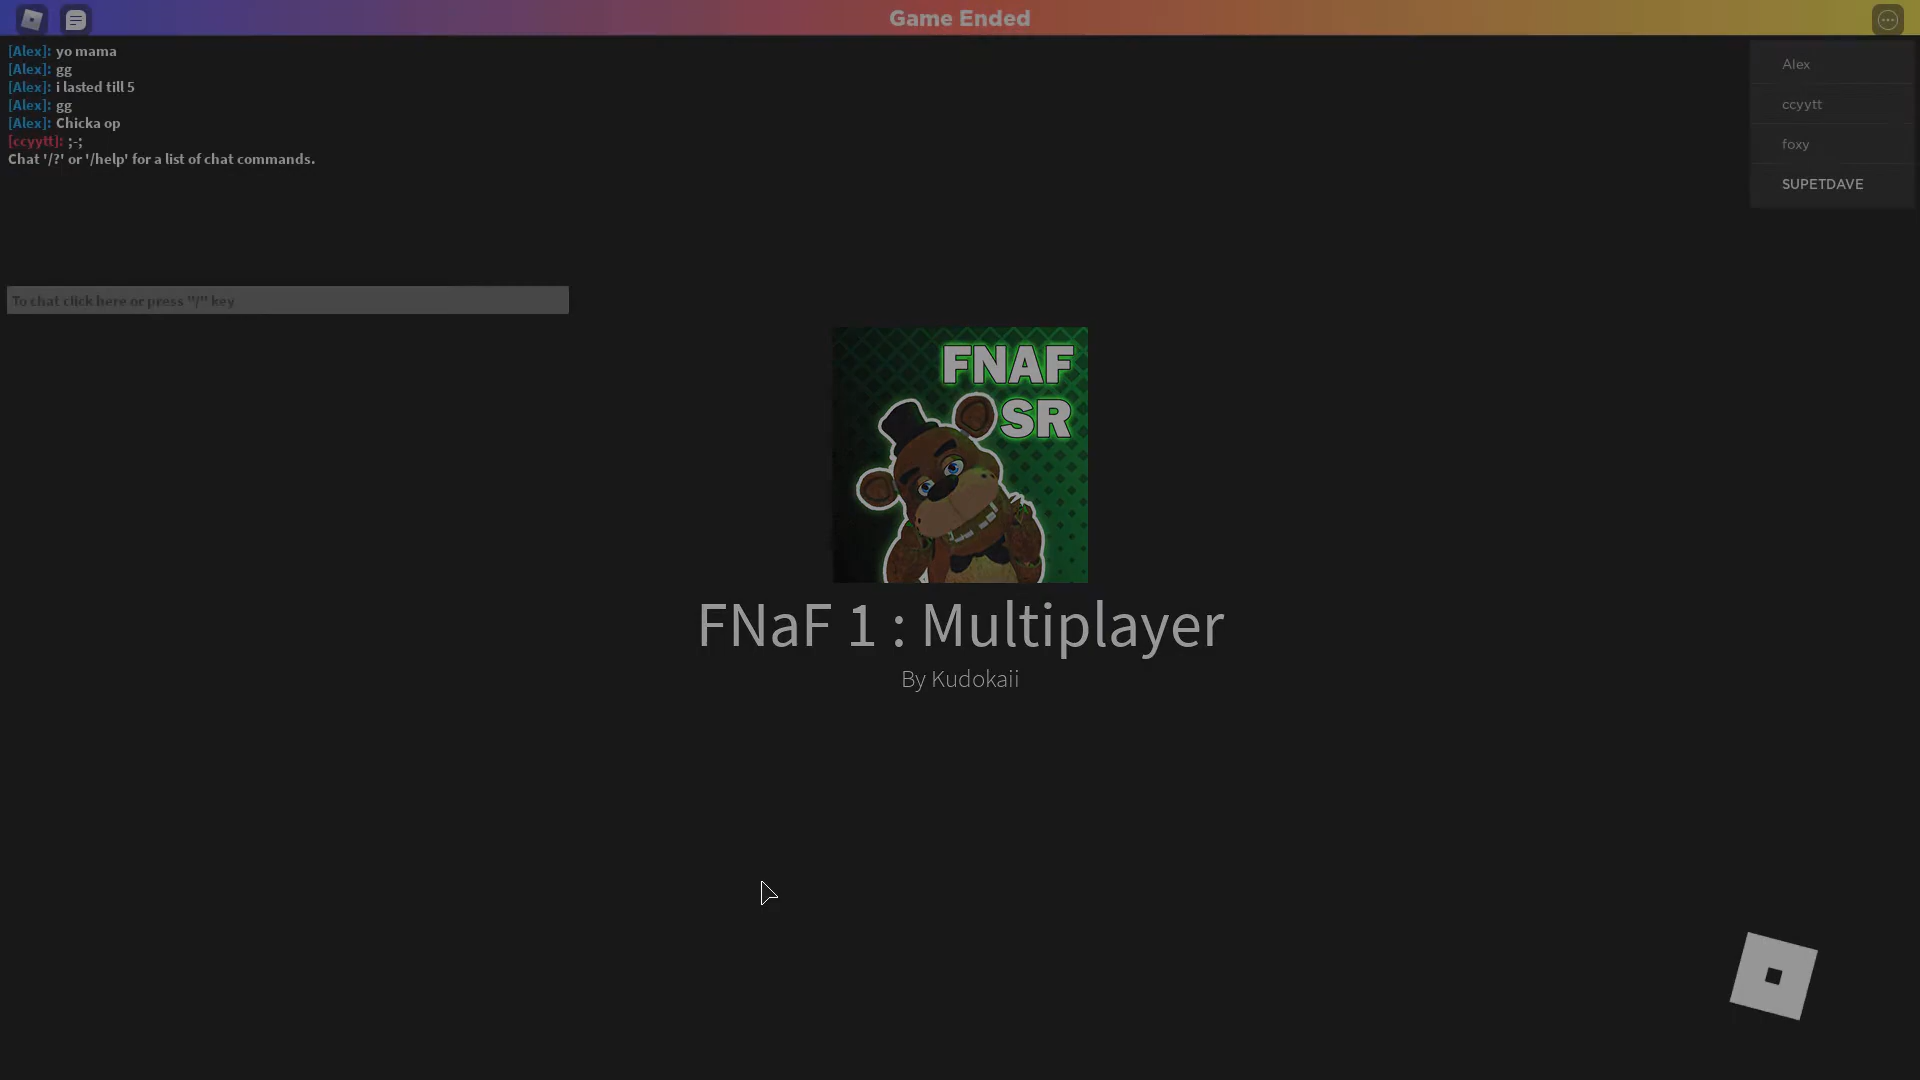 Game Ended
[Alex]: yo mama
[Alex]: gg
[Alex]: i lasted till 5
[Alex]: gg
[Alex]: Chicka op
[ccyytt]: ;-;
Chat '/?' or '/help' for a list of chat commands.
To chat click here or press "/" key
Alex
ccyytt
foxy
SUPETDAVE
FNAF
SR
FNaF 1 : Multiplayer
By Kudokaii